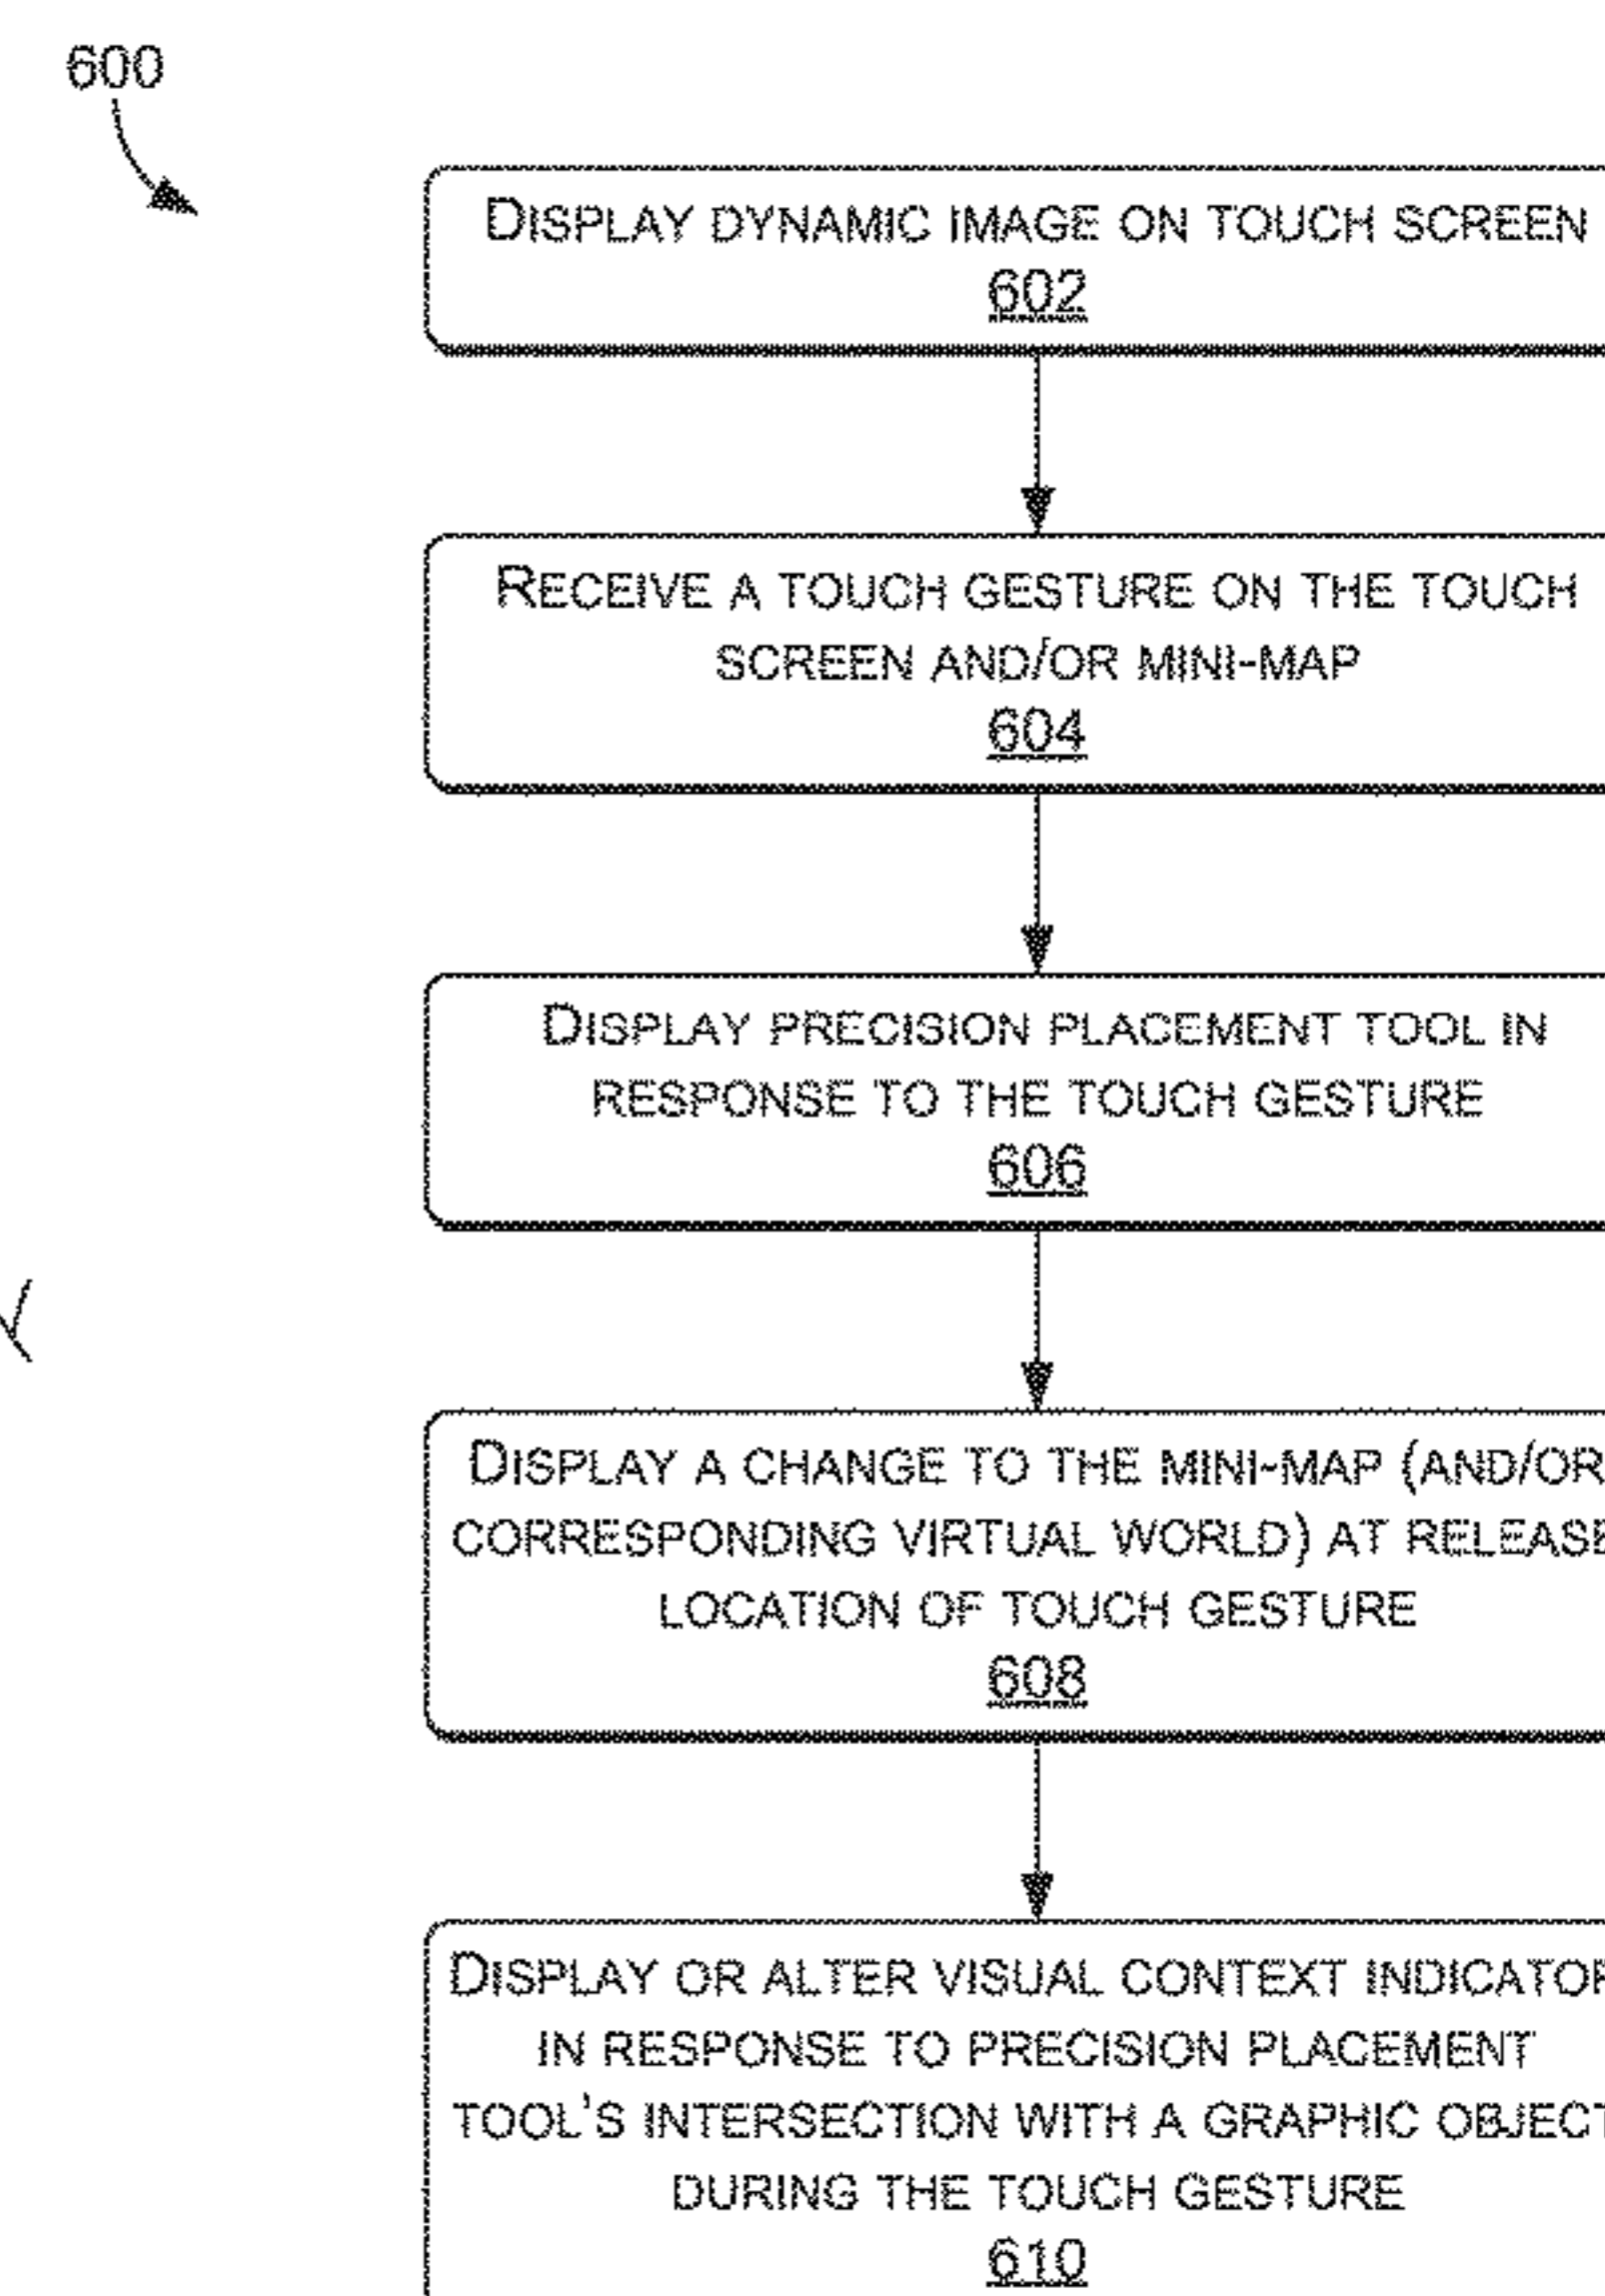 600
DISPLAY DYNAMIC IMAGE ON TOUCH SCREEN
602
RECEIVE A TOUCH GESTURE ON THE TOUCH
SCREEN AND/OR MINI-MAP
604
DISPLAY PRECISION PLACEMENT TOOL IN
RESPONSE TO THE TOUCH GESTURE
606
DISPLAY A CHANGE TO THE MINI-MAP (AND/OR
CORRESPONDING VIRTUAL WORLD) AT RELEASE
LOCATION OF TOUCH GESTURE
608
DISPLAY OR ALTER VISUAL CONTEXT INDICATOR
IN RESPONSE TO PRECISION PLACEMENT
TOOL'S INTERSECTION WITH A GRAPHIC OBJECT
DURING THE TOUCH GESTURE
610